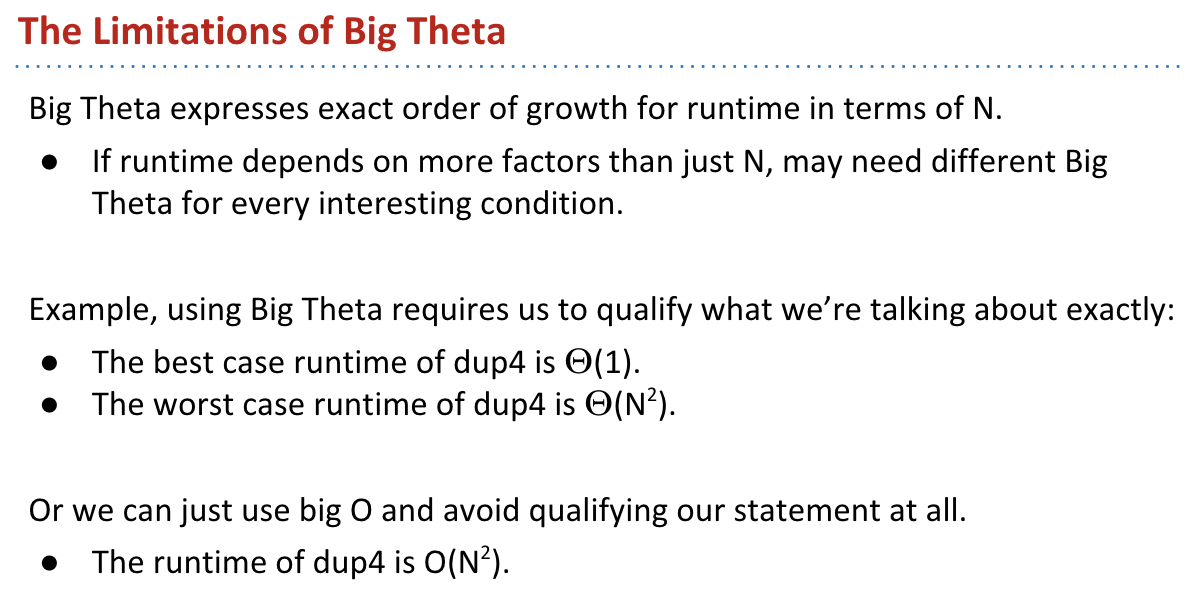 The Limitations of Big Theta
Big Theta expresses exact order of growth for runtime in terms of N.
● If runtime depends on more factors than just N, may need different Big
Theta for every interesting condition.
Example, using Big Theta requires us to qualify what we’re talking about exactly:
● The best case runtime of dup4 is Θ(1).
● The worst case runtime of dup4 is Θ(N²).
Or we can just use big O and avoid qualifying our statement at all.
● The runtime of dup4 is O(N²).